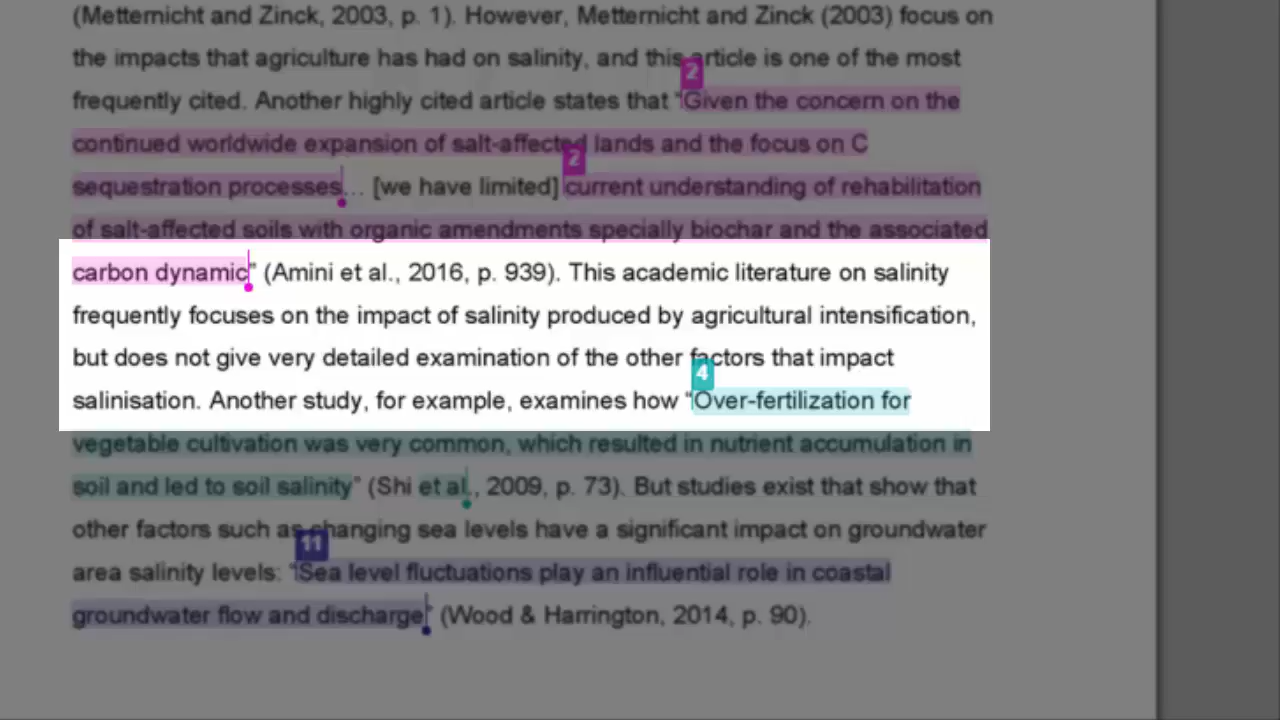 (Metternicht and Zinck, 2003, p. 1). However, Metternicht and Zinck (2003) focus on
the impacts that agriculture has had on salinity, and this article is one of the most
2
frequently cited. Another highly cited article states that “Given the concern on the
continued worldwide expansion of salt-affected lands and the focus on C
2
sequestration processes… [we have limited] current understanding of rehabilitation
of salt-affected soils with organic amendments specially biochar and the associated
carbon dynamic” (Amini et al., 2016, p. 939). This academic literature on salinity
frequently focuses on the impact of salinity produced by agricultural intensification,
but does not give very detailed examination of the other factors that impact
4
salinisation. Another study, for example, examines how “Over-fertilization for
vegetable cultivation was very common, which resulted in nutrient accumulation in
soil and led to soil salinity” (Shi et al., 2009, p. 73). But studies exist that show that
other factors such as changing sea levels have a significant impact on groundwater
11
area salinity levels: “Sea level fluctuations play an influential role in coastal
groundwater flow and discharge” (Wood & Harrington, 2014, p. 90).